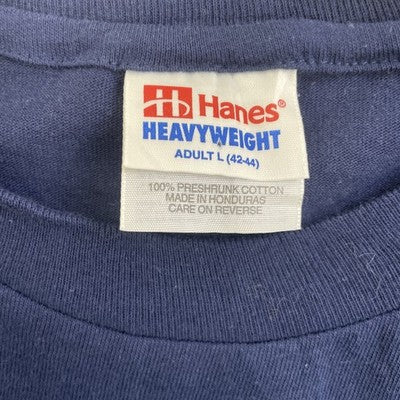 Hanes®
HEAVYWEIGHT
ADULT L (42-44)
100% PRESHRUNK COTTON
MADE IN HONDURAS
CARE ON REVERSE